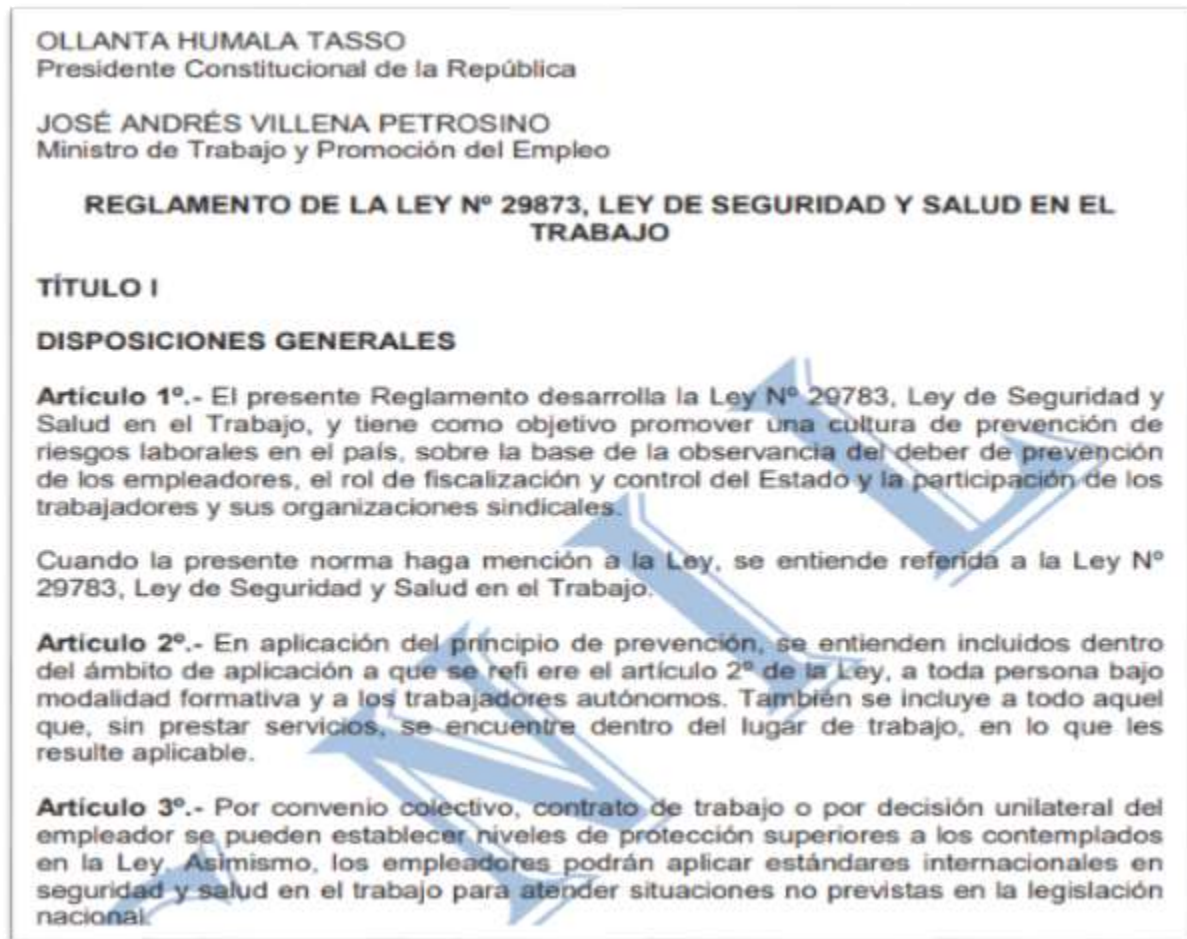 OLLANTA HUMALA TASSO
Presidente Constitucional de la República
JOSÉ ANDRÉS VILLENA PETROSINO
Ministro de Trabajo y Promoción del Empleo
REGLAMENTO DE LA LEY Nº 29873, LEY DE SEGURIDAD Y SALUD EN EL
TRABAJO
TÍTULO I
DISPOSICIONES GENERALES
Artículo 1º.- El presente Reglamento desarrolla la Ley Nº 29783, Ley de Seguridad y
Salud en el Trabajo, y tiene como objetivo promover una cultura de prevención de
riesgos laborales en el país, sobre la base de la observancia del deber de prevención
de los empleadores, el rol de fiscalización y control del Estado y la participación de los
trabajadores y sus organizaciones sindicales.
Cuando la presente norma haga mención a la Ley, se entiende referida a la Ley Nº
29783, Ley de Seguridad y Salud en el Trabajo.
Artículo 2º.- En aplicación del principio de prevención, se entienden incluidos dentro
del ámbito de aplicación a que se refi ere el artículo 2º de la Ley, a toda persona bajo
modalidad formativa y a los trabajadores autónomos. También se incluye a todo aquel
que, sin prestar servicios, se encuentre dentro del lugar de trabajo, en lo que les
resulte aplicable.
Artículo 3º.- Por convenio colectivo, contrato de trabajo o por decisión unilateral del
empleador se pueden establecer niveles de protección superiores a los contemplados
en la Ley. Asimismo, los empleadores podrán aplicar estándares internacionales en
seguridad y salud en el trabajo para atender situaciones no previstas en la legislación
nacional.